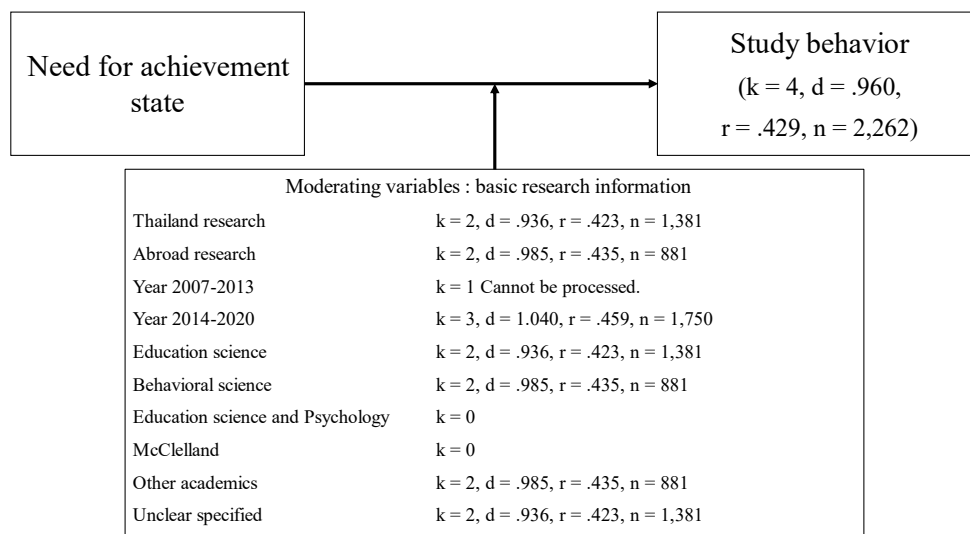 Need for achievement
state
Study behavior
(k = 4, d = .960,
r = .429, n = 2,262)
Moderating variables : basic research information
Thailand research k = 2, d = .936, r = .423, n = 1,381
Abroad research k = 2, d = .985, r = .435, n = 881
Year 2007-2013 k = 1 Cannot be processed.
Year 2014-2020 k = 3, d = 1.040, r = .459, n = 1,750
Education science k = 2, d = .936, r = .423, n = 1,381
Behavioral science k = 2, d = .985, r = .435, n = 881
Education science and Psychology k = 0
McClelland k = 0
Other academics k = 2, d = .985, r = .435, n = 881
Unclear specified k = 2, d = .936, r = .423, n = 1,381